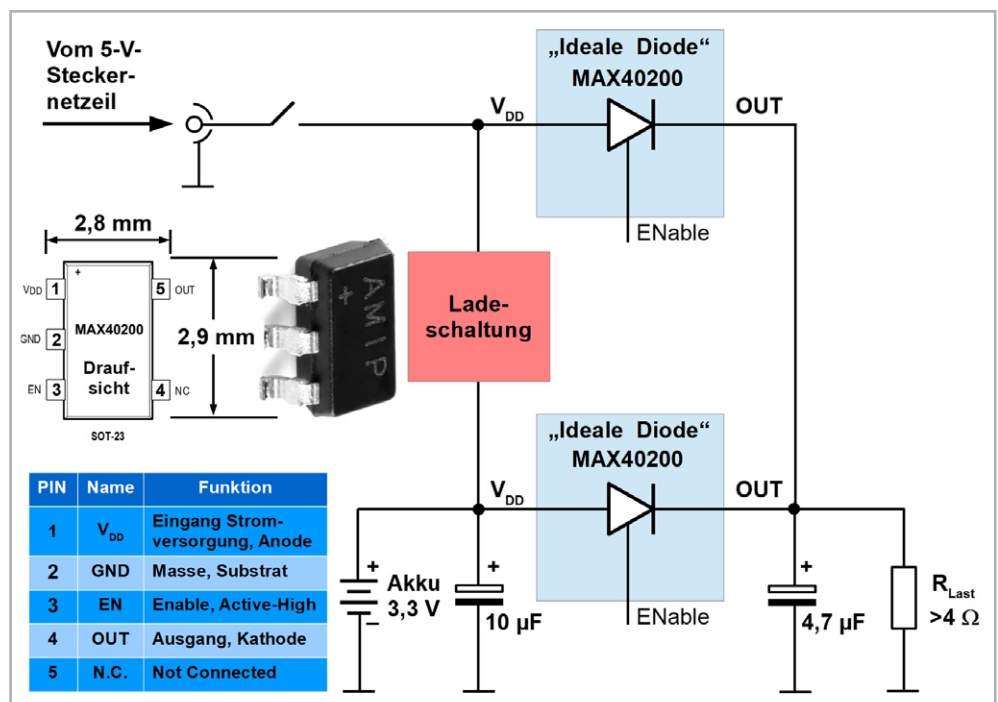 Vom 5-V-
Stecker-
netzeil
„Ideale Diode“
MAX40200
VDD
OUT
ENable
2,8 mm
+
VDD 1
5 OUT
MAX40200
GND 2
Drauf-
sicht
EN 3
4 NC
SOT-23
2,9 mm
AMIP
+
Lade-
schaltung
„Ideale Diode“
MAX40200
VDD
OUT
ENable
PIN Name Funktion
1 VDD Eingang Strom-
versorgung, Anode
2 GND Masse, Substrat
3 EN Enable, Active-High
4 OUT Ausgang, Kathode
5 N.C. Not Connected
+
Akku
3,3 V
–
+
10 µF
+
4,7 µF
RLast
>4 Ω